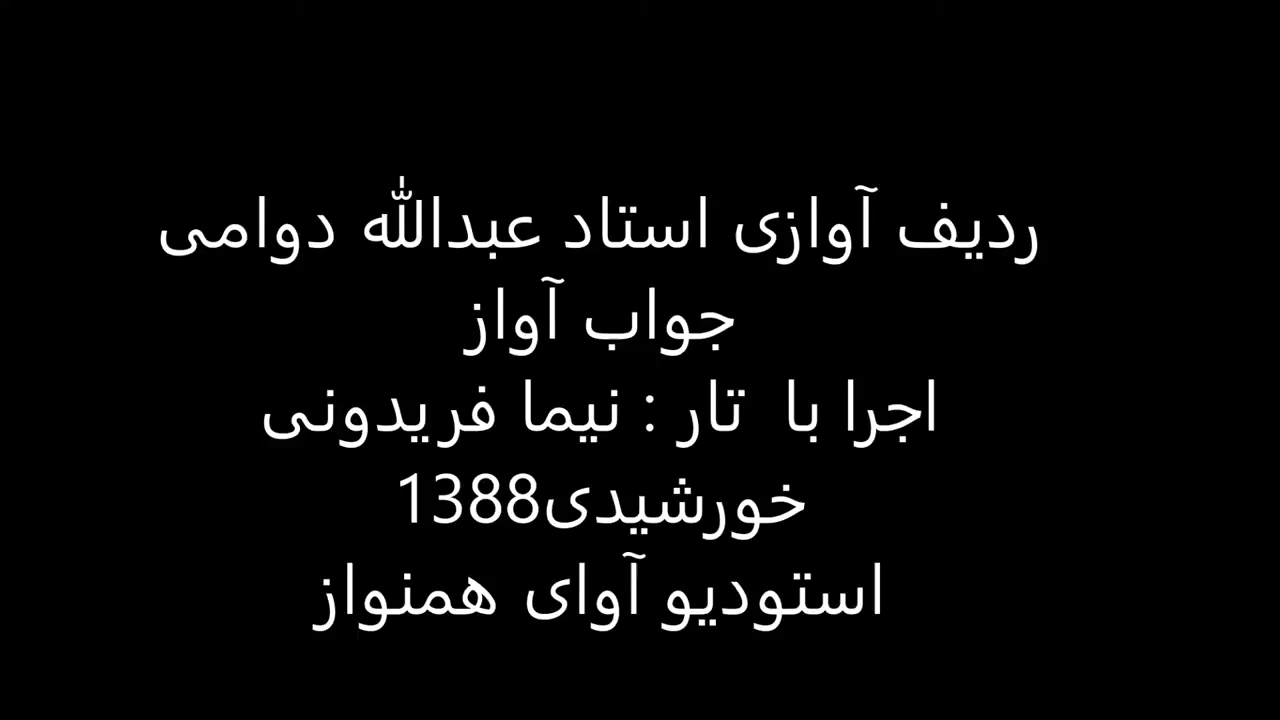 ردیف آوازی استاد عبدالله دوامی
جواب آواز
اجرا با تار : نیما فریدونی
خورشیدی1388
استودیو آوای همنواز